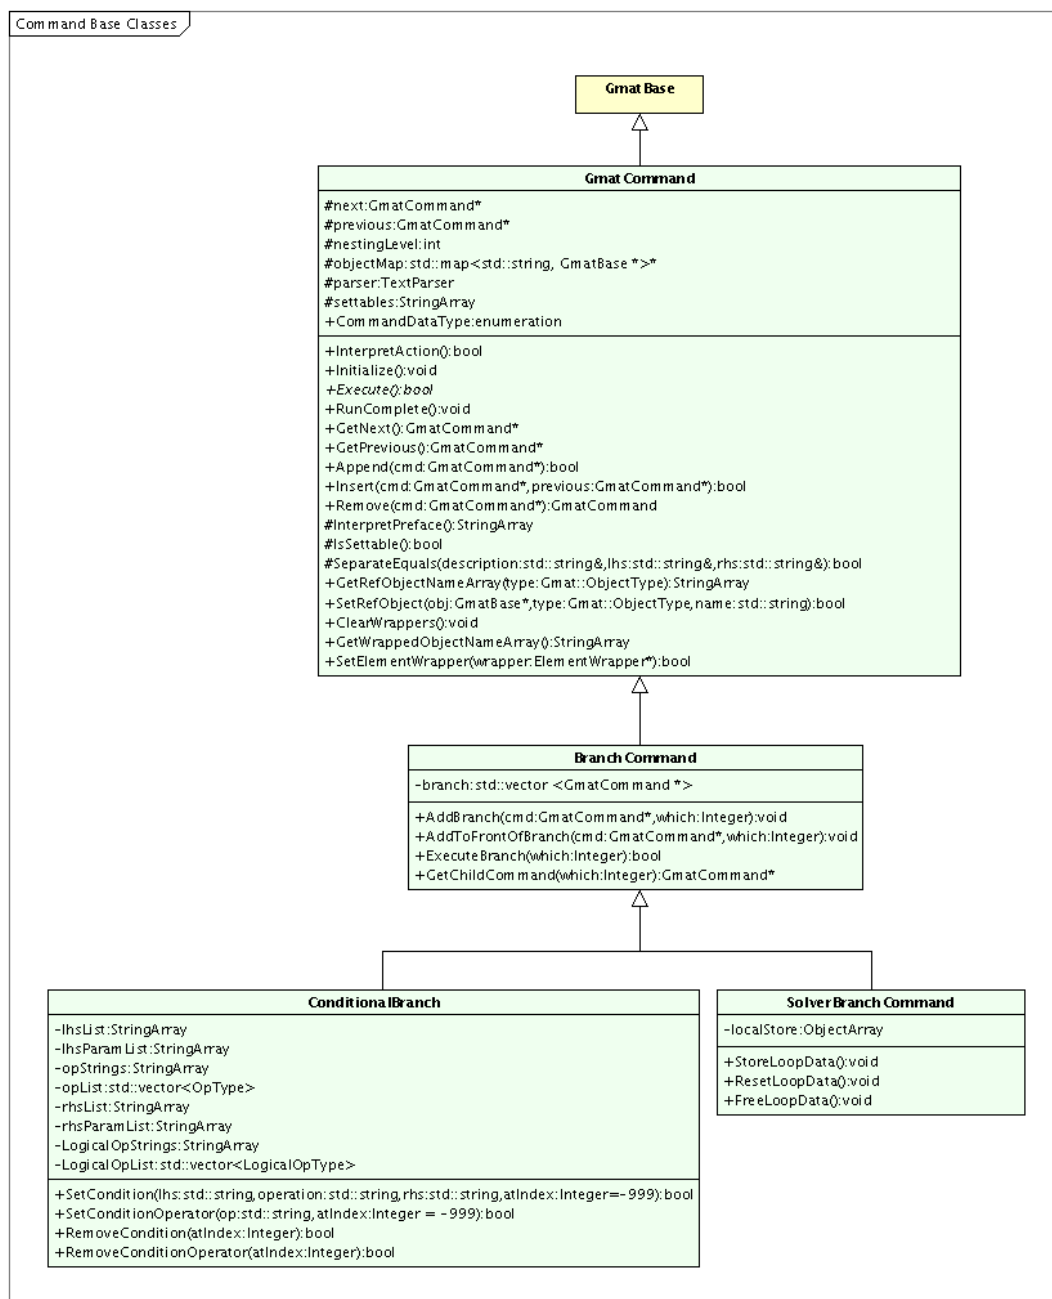 Command Base Classes
GmatBase
GmatCommand
#next:GmatCommand*
#previous:GmatCommand*
#nestingLevel:int
#objectMap:std::map<std::string, GmatBase *>*
#parser:TextParser
#settables:StringArray
+CommandDataType:enumeration
+InterpretAction():bool
+Initialize():void
+Execute():bool
+RunComplete():void
+GetNext():GmatCommand*
+GetPrevious():GmatCommand*
+Append(cmd:GmatCommand*):bool
+Insert(cmd:GmatCommand*,previous:GmatCommand*):bool
+Remove(cmd:GmatCommand*):GmatCommand
#InterpretPreface():StringArray
#IsSettable():bool
#SeparateEquals(description:std::string&,lhs:std::string&,rhs:std::string&):bool
+GetRefObjectNameArray(type:Gmat::ObjectType):StringArray
+SetRefObject(obj:GmatBase*,type:Gmat::ObjectType,name:std::string):bool
+ClearWrappers():void
+GetWrappedObjectNameArray():StringArray
+SetElementWrapper(wrapper:ElementWrapper*):bool
BranchCommand
-branch:std::vector <GmatCommand *>
+AddBranch(cmd:GmatCommand*,which:Integer):void
+AddToFrontOfBranch(cmd:GmatCommand*,which:Integer):void
+ExecuteBranch(which:Integer):bool
+GetChildCommand(which:Integer):GmatCommand*
ConditionalBranch
-lhsList:StringArray
-lhsParamList:StringArray
-opStrings:StringArray
-opList:std::vector<OpType>
-rhsList:StringArray
-rhsParamList:StringArray
-LogicalOpStrings:StringArray
-LogicalOpList:std::vector<LogicalOpType>
+SetCondition(lhs:std::string,operation:std::string,rhs:std::string,atIndex:Integer=-999):bool
+SetConditionOperator(op:std::string,atIndex:Integer = -999):bool
+RemoveCondition(atIndex:Integer):bool
+RemoveConditionOperator(atIndex:Integer):bool
SolverBranchCommand
-localStore:ObjectArray
+StoreLoopData():void
+ResetLoopData():void
+FreeLoopData():void